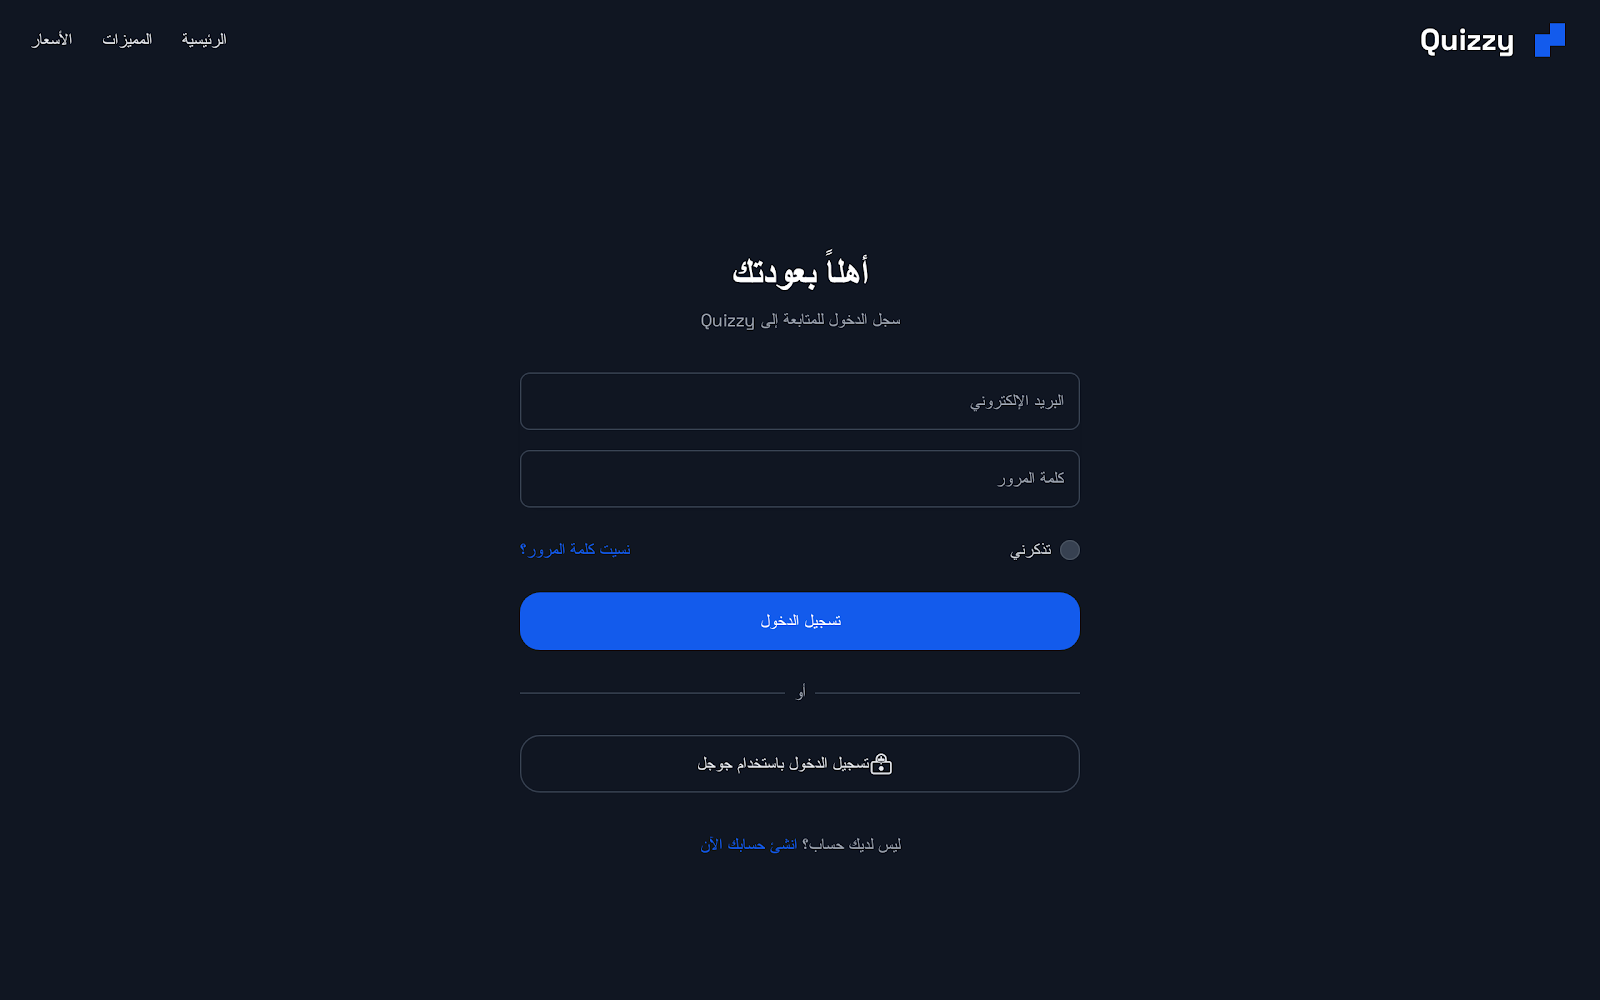 Quizzy
الرئيسية المميزات الأسعار
أهلاً بعودتك
سجل الدخول للمتابعة إلى Quizzy
البريد الإلكتروني
كلمة المرور
تذكرني نسيت كلمة المرور؟
تسجيل الدخول
أو
تسجيل الدخول باستخدام جوجل
ليس لديك حساب؟ انشئ حسابك الآن